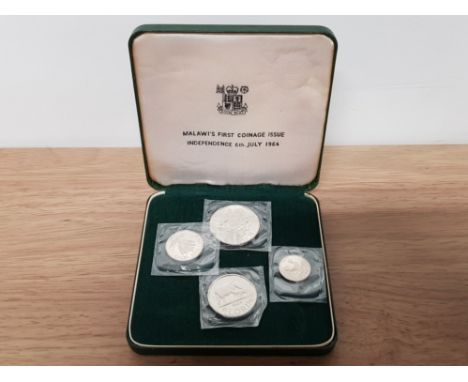 MALAWI'S FIRST COINAGE ISSUE
INDEPENDENCE 6th JULY 1964